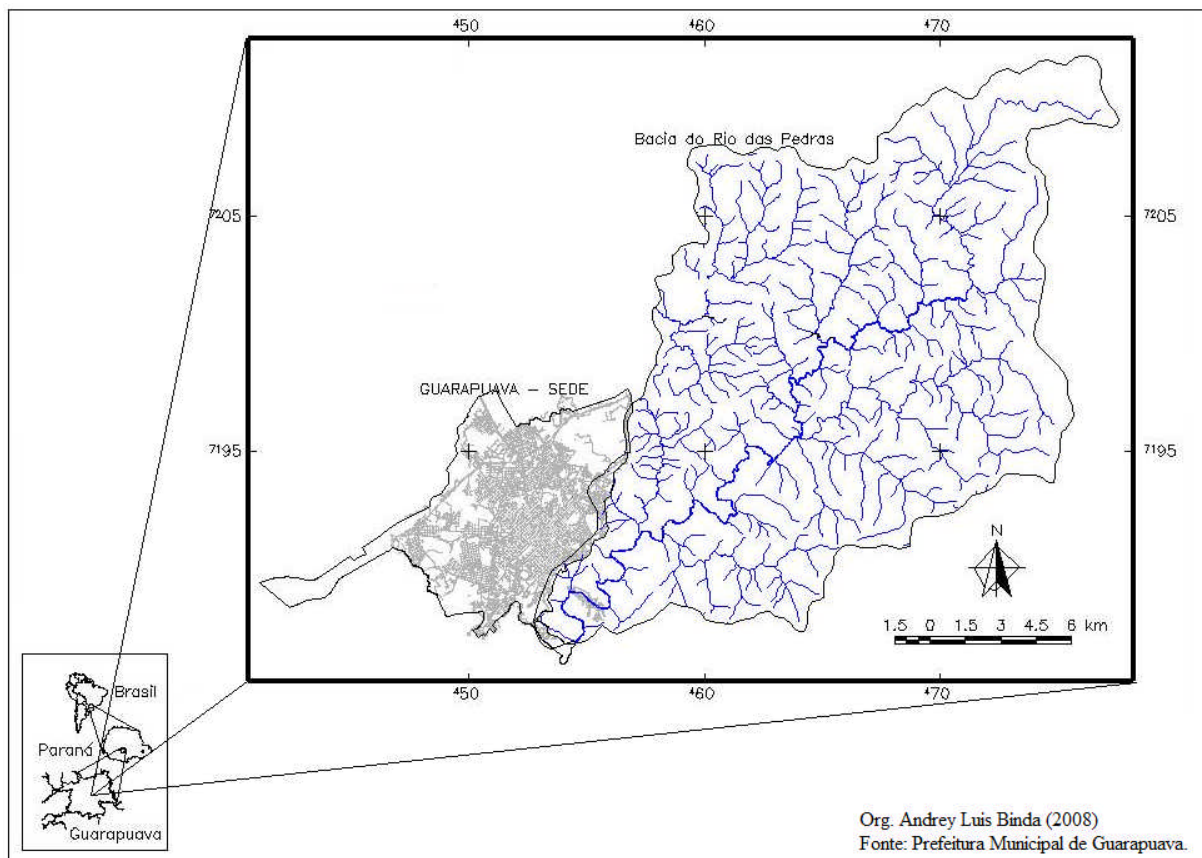 450 460 470
Bacia do Rio das Pedras
7205 7205
GUARAPUAVA - SEDE
7195 7195
N
1.5 0 1.5 3 4.5 6 km
450 460 470
Brasil
Paraná
Guarapuava
Org. Andrey Luis Binda (2008)
Fonte: Prefeitura Municipal de Guarapuava.